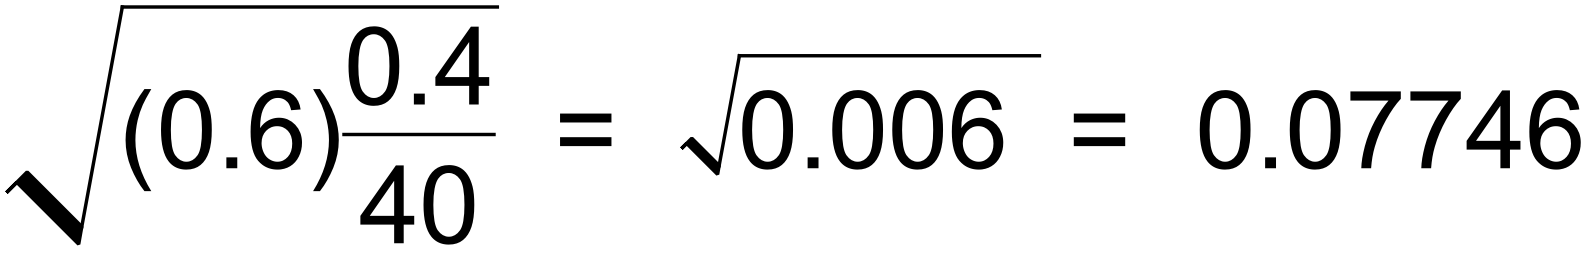 √((0.6)0.4/40) = √0.006 = 0.07746